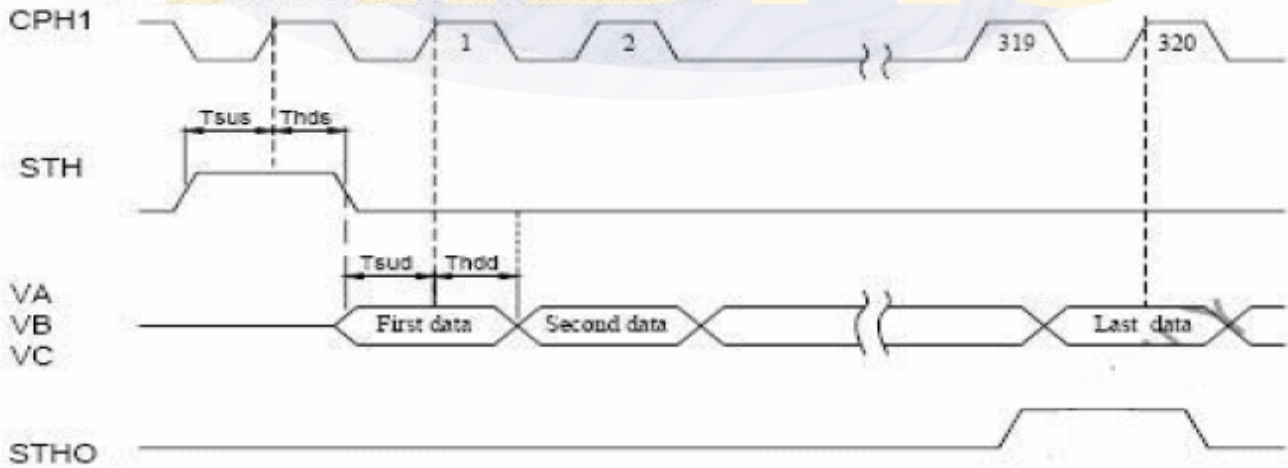 CPH1
1 2 319 320
Tsus Thds
STH
Tsud Thdd
VA
VB
VC
First data Second data Last data
STHO